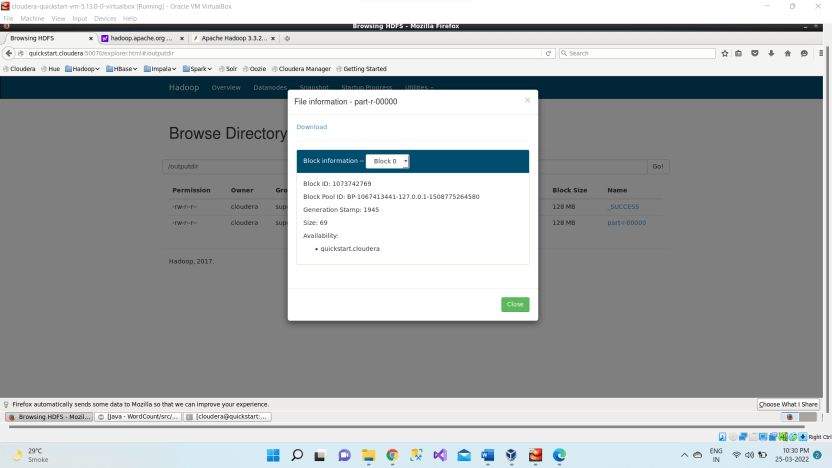 cloudera-quickstart-vm-5.13.0-0-virtualbox [Running] - Oracle VM VirtualBox
File Machine View Input Devices Help
Browsing HDFS - Mozilla Firefox
Browsing HDFS hadoop.apache.org ... Apache Hadoop 3.3.2...
quickstart.cloudera:50070/explorer.html#/outputdir Search
Cloudera Hue Hadoop HBase Impala Spark Solr Oozie Cloudera Manager Getting Started
Hadoop Overview Datanodes Snapshot Startup Progress Utilities
File information - part-r-00000
Download
Browse Directory
Block information -- Block 0
/outputdir Go!
Block ID: 1073742769
Permission Owner Block Size Name
Block Pool ID: BP-1067413441-127.0.0.1-1508775264580
-rw-r--r-- cloudera 128 MB _SUCCESS
Generation Stamp: 1945
Size: 69
-rw-r--r-- cloudera 128 MB part-r-00000
Availability:
quickstart.cloudera
Hadoop, 2017.
Close
Firefox automatically sends some data to Mozilla so that we can improve your experience. Choose What I Share
Browsing HDFS - Mozil... [Java - WordCount/src/... [cloudera@quickstart:...
Right Ctrl
29°C
Smoke
ENG
IN
10:30 PM
25-03-2022
2